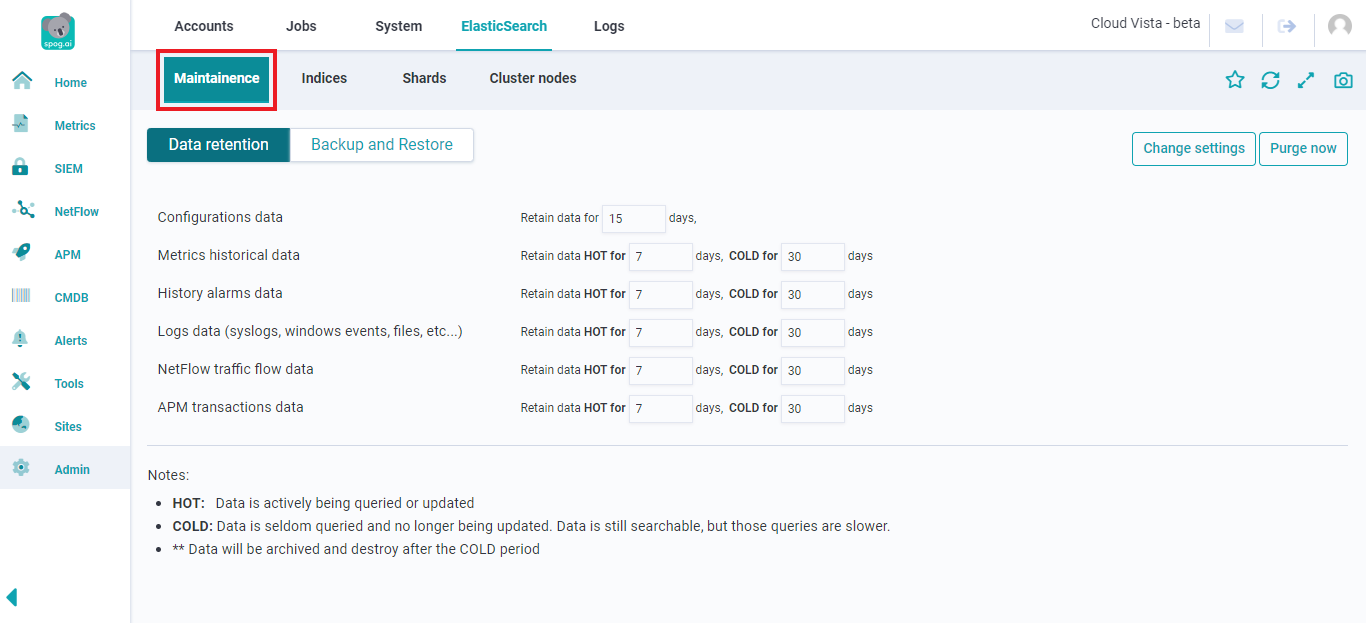 spog.ai
Accounts Jobs System ElasticSearch Logs Cloud Vista - beta
Maintainence Indices Shards Cluster nodes
Home
Metrics
SIEM
NetFlow
APM
CMDB
Alerts
Tools
Sites
Admin
Data retention Backup and Restore Change settings Purge now
Configurations data Retain data for 15 days,
Metrics historical data Retain data HOT for 7 days, COLD for 30 days
History alarms data Retain data HOT for 7 days, COLD for 30 days
Logs data (syslogs, windows events, files, etc...) Retain data HOT for 7 days, COLD for 30 days
NetFlow traffic flow data Retain data HOT for 7 days, COLD for 30 days
APM transactions data Retain data HOT for 7 days, COLD for 30 days
Notes:
• HOT: Data is actively being queried or updated
• COLD: Data is seldom queried and no longer being updated. Data is still searchable, but those queries are slower.
• ** Data will be archived and destroy after the COLD period